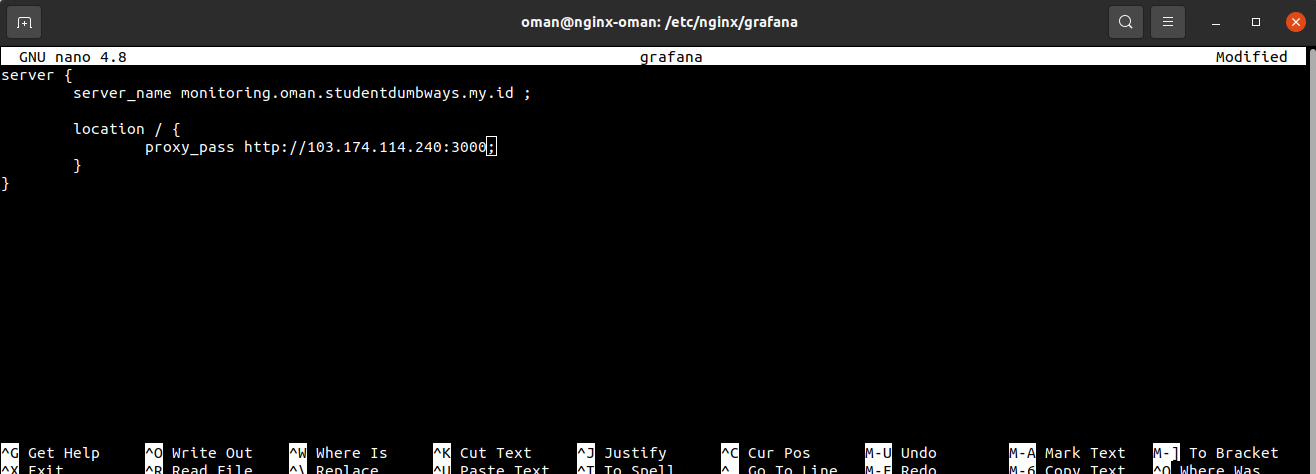 oman@nginx-oman: /etc/nginx/grafana
GNU nano 4.8 grafana Modified
server {
server_name monitoring.oman.studentdumbways.my.id ;
location / {
proxy_pass http://103.174.114.240:3000;
}
}
^G Get Help ^O Write Out ^W Where Is ^K Cut Text ^J Justify ^C Cur Pos M-U Undo M-A Mark Text M-] To Bracket
^X Exit ^R Read File ^\ Replace ^U Paste Text ^T To Spell ^_ Go To Line M-E Redo M-6 Copy Text ^Q Where Was